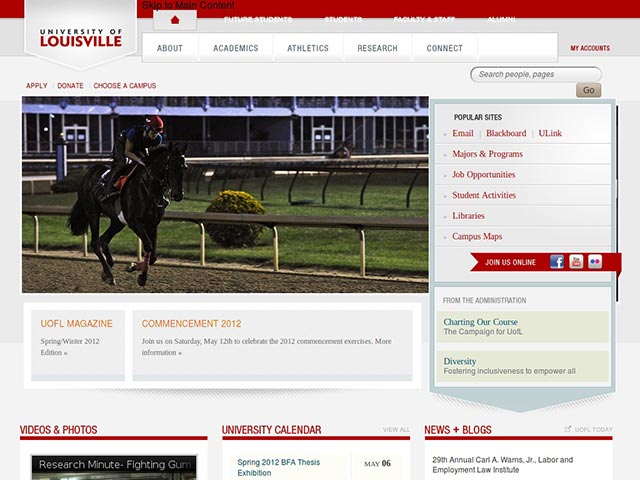 Skip to Main Content
UNIVERSITY OF
LOUISVILLE
FUTURE STUDENTS
STUDENTS
FACULTY & STAFF
ALUMNI
ABOUT
ACADEMICS
ATHLETICS
RESEARCH
CONNECT
MY ACCOUNTS
Search people, pages
Go
APPLY
DONATE
CHOOSE A CAMPUS
POPULAR SITES
» Email | Blackboard | ULink
» Majors & Programs
» Job Opportunities
» Student Activities
» Libraries
» Campus Maps
JOIN US ONLINE
You
Tube
FROM THE ADMINISTRATION
Charting Our Course
The Campaign for UofL
Diversity
Fostering inclusiveness to empower all
UOFL MAGAZINE
Spring/Winter 2012
Edition »
COMMENCEMENT 2012
Join us on Saturday, May 12th to celebrate the 2012 commencement exercises. More
information »
VIDEOS & PHOTOS
Research Minute- Fighting Gum
UNIVERSITY CALENDAR
VIEW ALL
Spring 2012 BFA Thesis
Exhibition
MAY 06
NEWS + BLOGS
UOFL TODAY
29th Annual Carl A. Warns, Jr., Labor and
Employment Law Institute